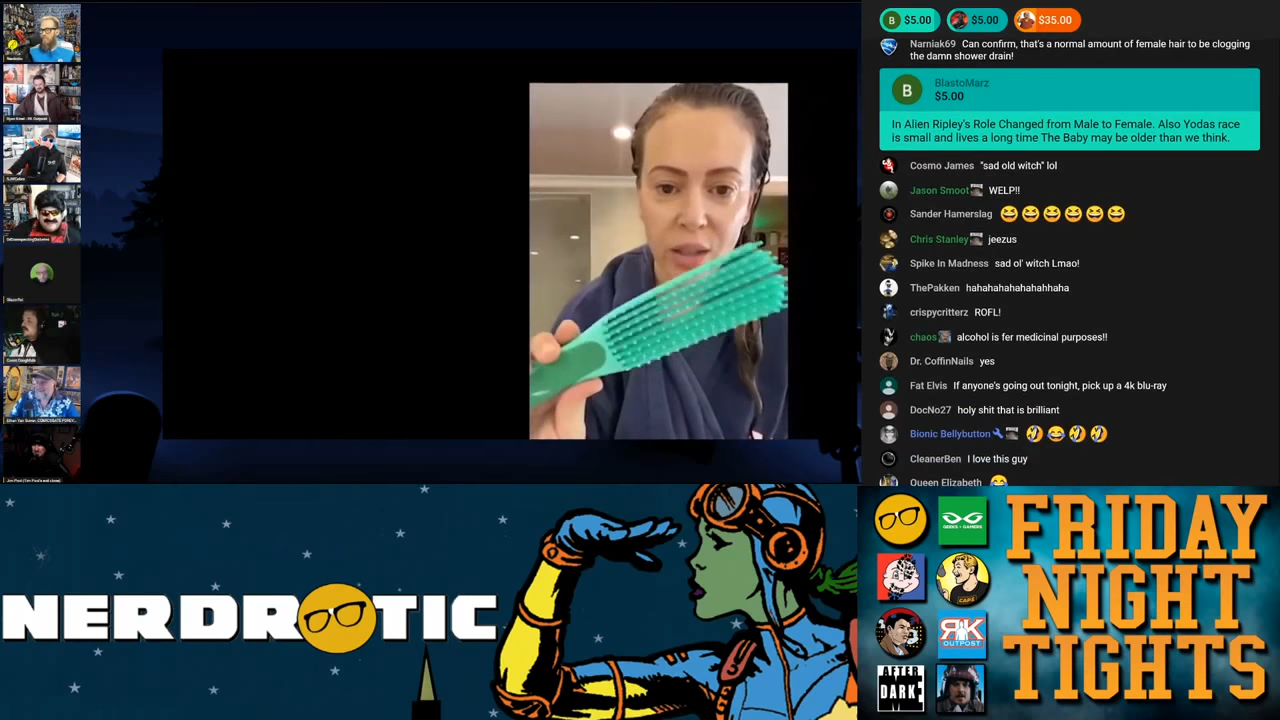 $5.00
$5.00
$35.00
B
Narniak69 Can confirm, that's a normal amount of female hair to be clogging
the damn shower drain!
B
BlastoMarz
$5.00
In Alien Ripley's Role Changed from Male to Female. Also Yodas race
is small and lives a long time The Baby may be older than we think.
Cosmo James "sad old witch" lol
Jason Smoot WELP!!
Sander Hamerslag 😆😆😆😆😆😆
Chris Stanley jeezus
Spike In Madness sad ol' witch Lmao!
ThePakken hahahahahahahahhaha
crispycritterz ROFL!
chaos alcohol is fer medicinal purposes!!
Dr. CoffinNails yes
Fat Elvis If anyone's going out tonight, pick up a 4k blu-ray
DocNo27 holy shit that is brilliant
Bionic Bellybutton 🤣😂🤣🤣
CleanerBen I love this guy
Queen Elizabeth 😂
NERDROTIC
FRIDAY
NIGHT
TIGHTS
GEEKS + GAMERS
RK
OUTPOST
AFTER
DARK